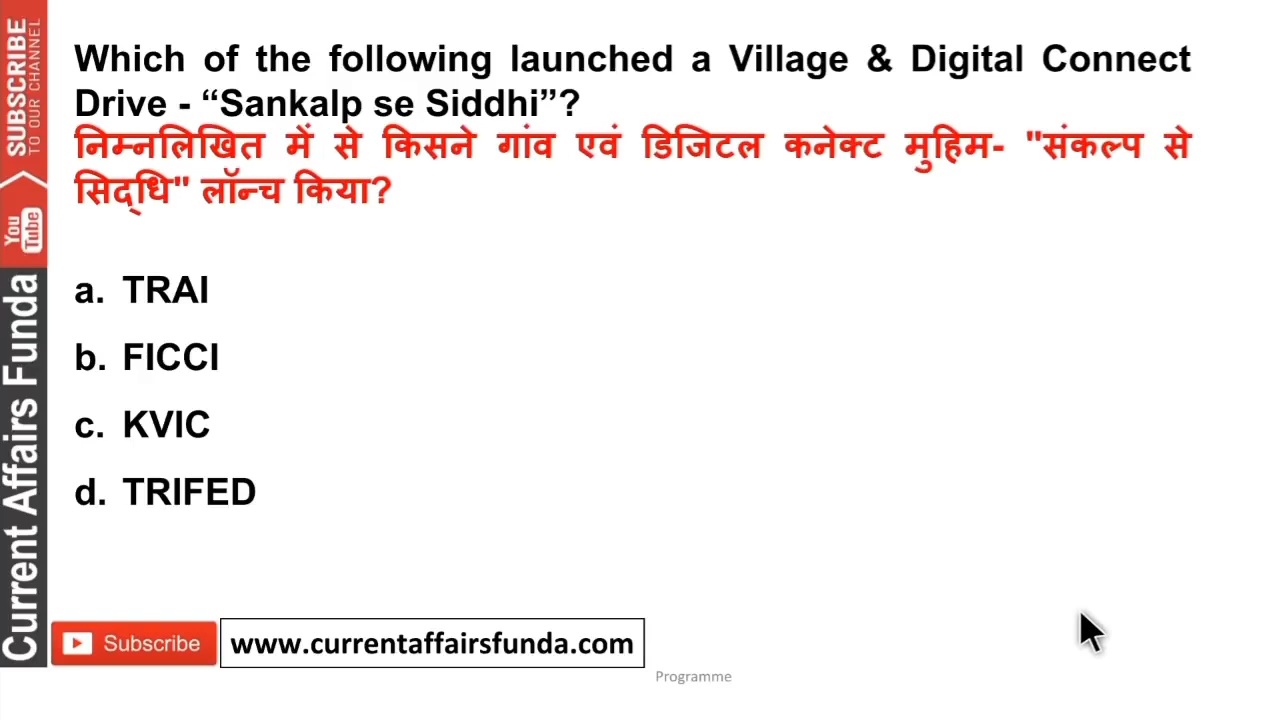 Which of the following launched a Village & Digital Connect
Drive - “Sankalp se Siddhi”?
निम्नलिखित में से किसने गांव एवं डिजिटल कनेक्ट मुहिम- "संकल्प से
सिद्धि" लॉन्च किया?
a. TRAI
b. FICCI
c. KVIC
d. TRIFED
SUBSCRIBE
TO OUR CHANNEL
You
Tube
Current Affairs Funda
Subscribe
www.currentaffairsfunda.com
Programme